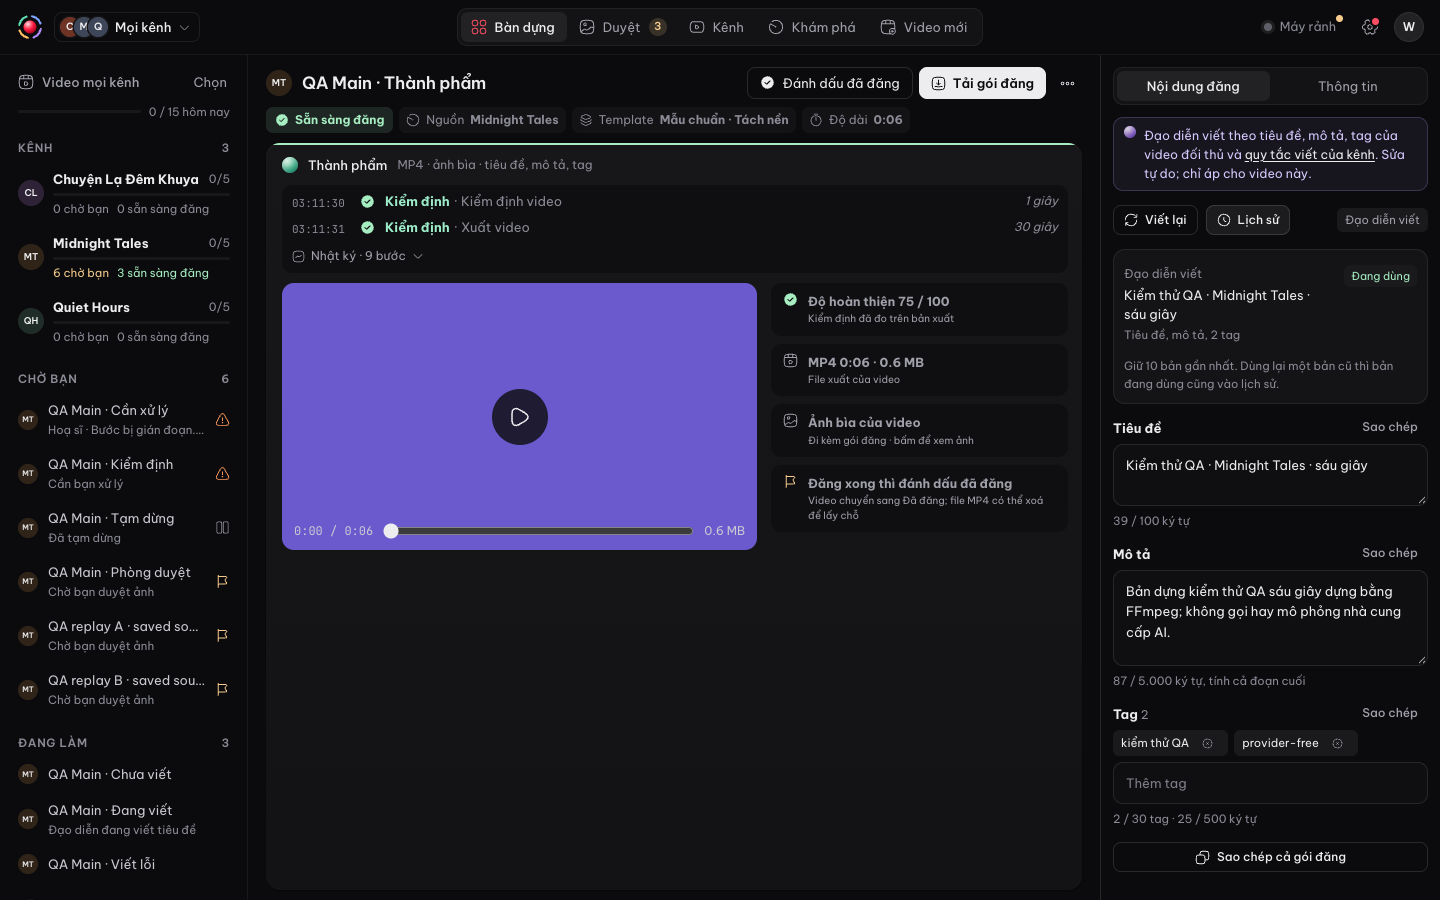 C M Q Mọi kênh
Bàn dựng
Duyệt 3
Kênh
Khám phá
Video mới
Máy rảnh
W
Video mọi kênh
Chọn
0 / 15 hôm nay
KÊNH 3
CL
Chuyện Lạ Đêm Khuya 0/5
0 chờ bạn 0 sẵn sàng đăng
MT
Midnight Tales 0/5
6 chờ bạn 3 sẵn sàng đăng
QH
Quiet Hours 0/5
0 chờ bạn 0 sẵn sàng đăng
CHỜ BẠN 6
MT
QA Main · Cần xử lý
Hoạ sĩ · Bước bị gián đoạn....
MT
QA Main · Kiểm định
Cần bạn xử lý
MT
QA Main · Tạm dừng
Đã tạm dừng
MT
QA Main · Phòng duyệt
Chờ bạn duyệt ảnh
MT
QA replay A · saved so...
Chờ bạn duyệt ảnh
MT
QA replay B · saved sou...
Chờ bạn duyệt ảnh
ĐANG LÀM 3
MT
QA Main · Chưa viết
MT
QA Main · Đang viết
Đạo diễn đang viết tiêu đề
MT
QA Main · Viết lỗi
MT
QA Main · Thành phẩm
Đánh dấu đã đăng
Tải gói đăng
Sẵn sàng đăng
Nguồn Midnight Tales
Template Mẫu chuẩn · Tách nền
Độ dài 0:06
Thành phẩm MP4 · ảnh bìa · tiêu đề, mô tả, tag
03:11:30 Kiểm định · Kiểm định video 1 giây
03:11:31 Kiểm định · Xuất video 30 giây
Nhật ký · 9 bước
0:00 / 0:06
0.6 MB
Độ hoàn thiện 75 / 100
Kiểm định đã đo trên bản xuất
MP4 0:06 · 0.6 MB
File xuất của video
Ảnh bìa của video
Đi kèm gói đăng · bấm để xem ảnh
Đăng xong thì đánh dấu đã đăng
Video chuyển sang Đã đăng; file MP4 có thể xoá
để lấy chỗ
Nội dung đăng
Thông tin
Đạo diễn viết theo tiêu đề, mô tả, tag của
video đối thủ và quy tắc viết của kênh. Sửa
tự do; chỉ áp cho video này.
Viết lại
Lịch sử
Đạo diễn viết
Đạo diễn viết
Đang dùng
Kiểm thử QA · Midnight Tales ·
sáu giây
Tiêu đề, mô tả, 2 tag
Giữ 10 bản gần nhất. Dùng lại một bản cũ thì bản
đang dùng cũng vào lịch sử.
Tiêu đề
Sao chép
Kiểm thử QA · Midnight Tales · sáu giây
39 / 100 ký tự
Mô tả
Sao chép
Bản dựng kiểm thử QA sáu giây dựng bằng
FFmpeg; không gọi hay mô phỏng nhà cung
cấp AI.
87 / 5.000 ký tự, tính cả đoạn cuối
Tag 2
Sao chép
kiểm thử QA
provider-free
Thêm tag
2 / 30 tag · 25 / 500 ký tự
Sao chép cả gói đăng